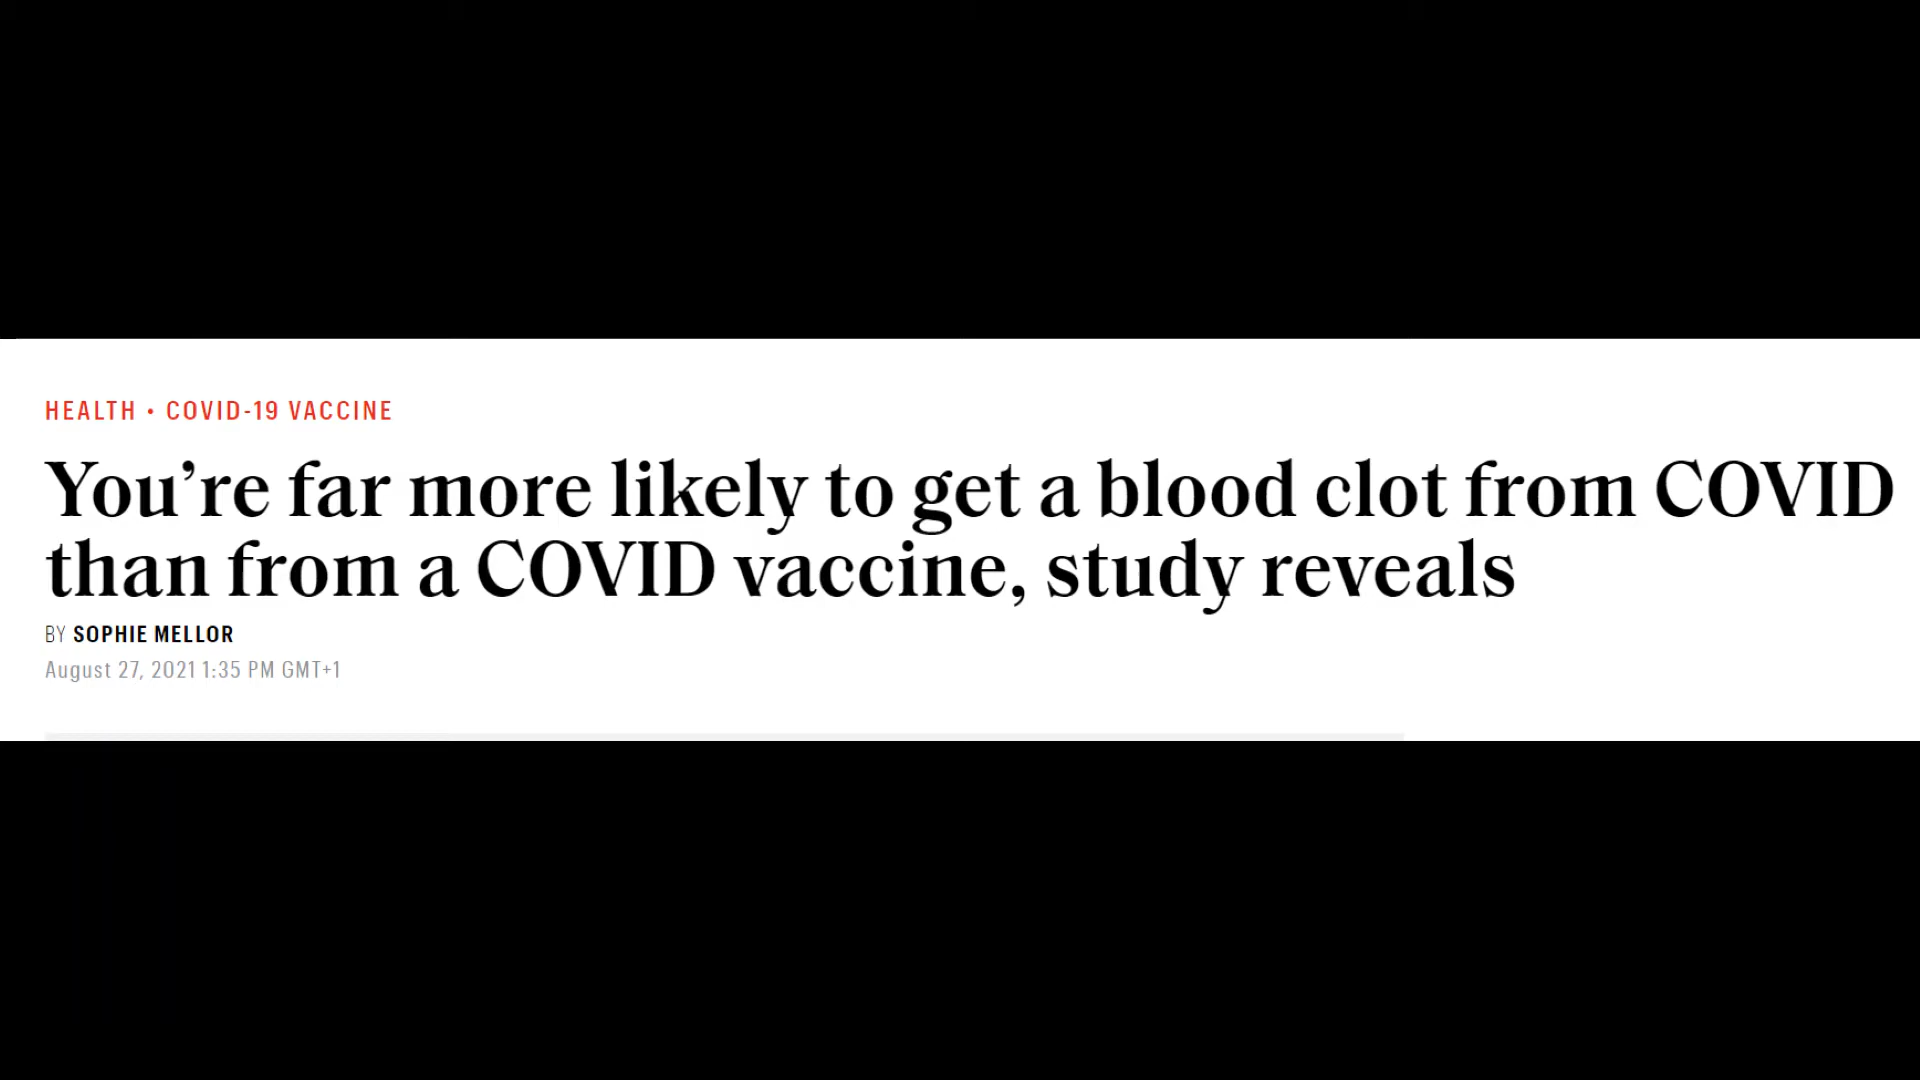 HEALTH • COVID-19 VACCINE
You’re far more likely to get a blood clot from COVID
than from a COVID vaccine, study reveals
BY SOPHIE MELLOR
August 27, 2021 1:35 PM GMT+1